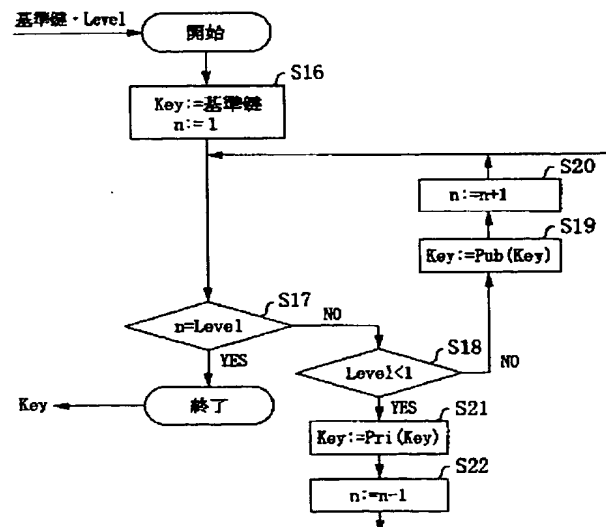 基準鍵・Level
開始
S16
Key:=基準鍵
n:=1
S20
n:=n+1
S19
Key:=Pub(Key)
S17
n=Level
NO
S18
Level<1
NO
YES
YES
Key
終了
S21
Key:=Pri(Key)
S22
n:=n-1